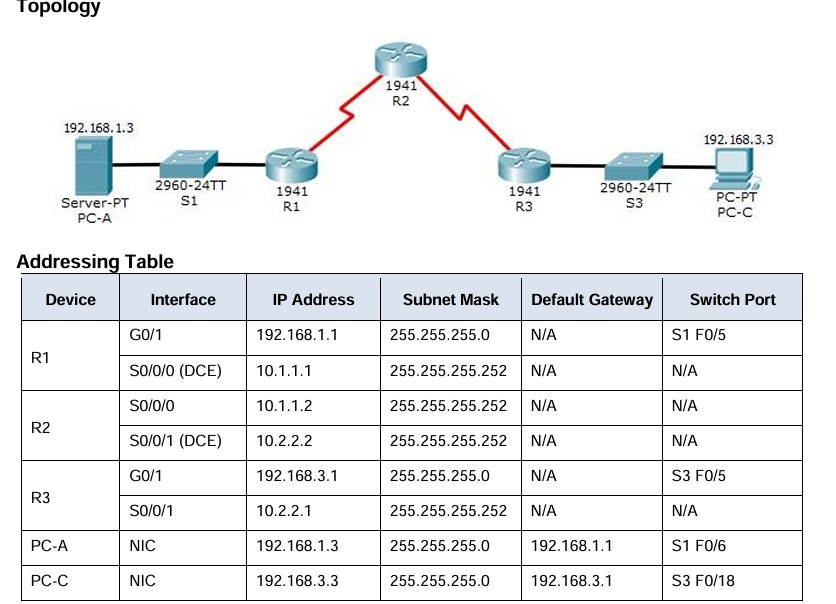 Topology
1941
R2
192.168.1.3
192.168.3.3
2960-24TT
S1
1941
R1
1941
R3
2960-24TT
S3
Server-PT
PC-A
PC-PT
PC-C
Addressing Table
Device Interface IP Address Subnet Mask Default Gateway Switch Port
R1 G0/1 192.168.1.1 255.255.255.0 N/A S1 F0/5
S0/0/0 (DCE) 10.1.1.1 255.255.255.252 N/A N/A
R2 S0/0/0 10.1.1.2 255.255.255.252 N/A N/A
S0/0/1 (DCE) 10.2.2.2 255.255.255.252 N/A N/A
R3 G0/1 192.168.3.1 255.255.255.0 N/A S3 F0/5
S0/0/1 10.2.2.1 255.255.255.252 N/A N/A
PC-A NIC 192.168.1.3 255.255.255.0 192.168.1.1 S1 F0/6
PC-C NIC 192.168.3.3 255.255.255.0 192.168.3.1 S3 F0/18